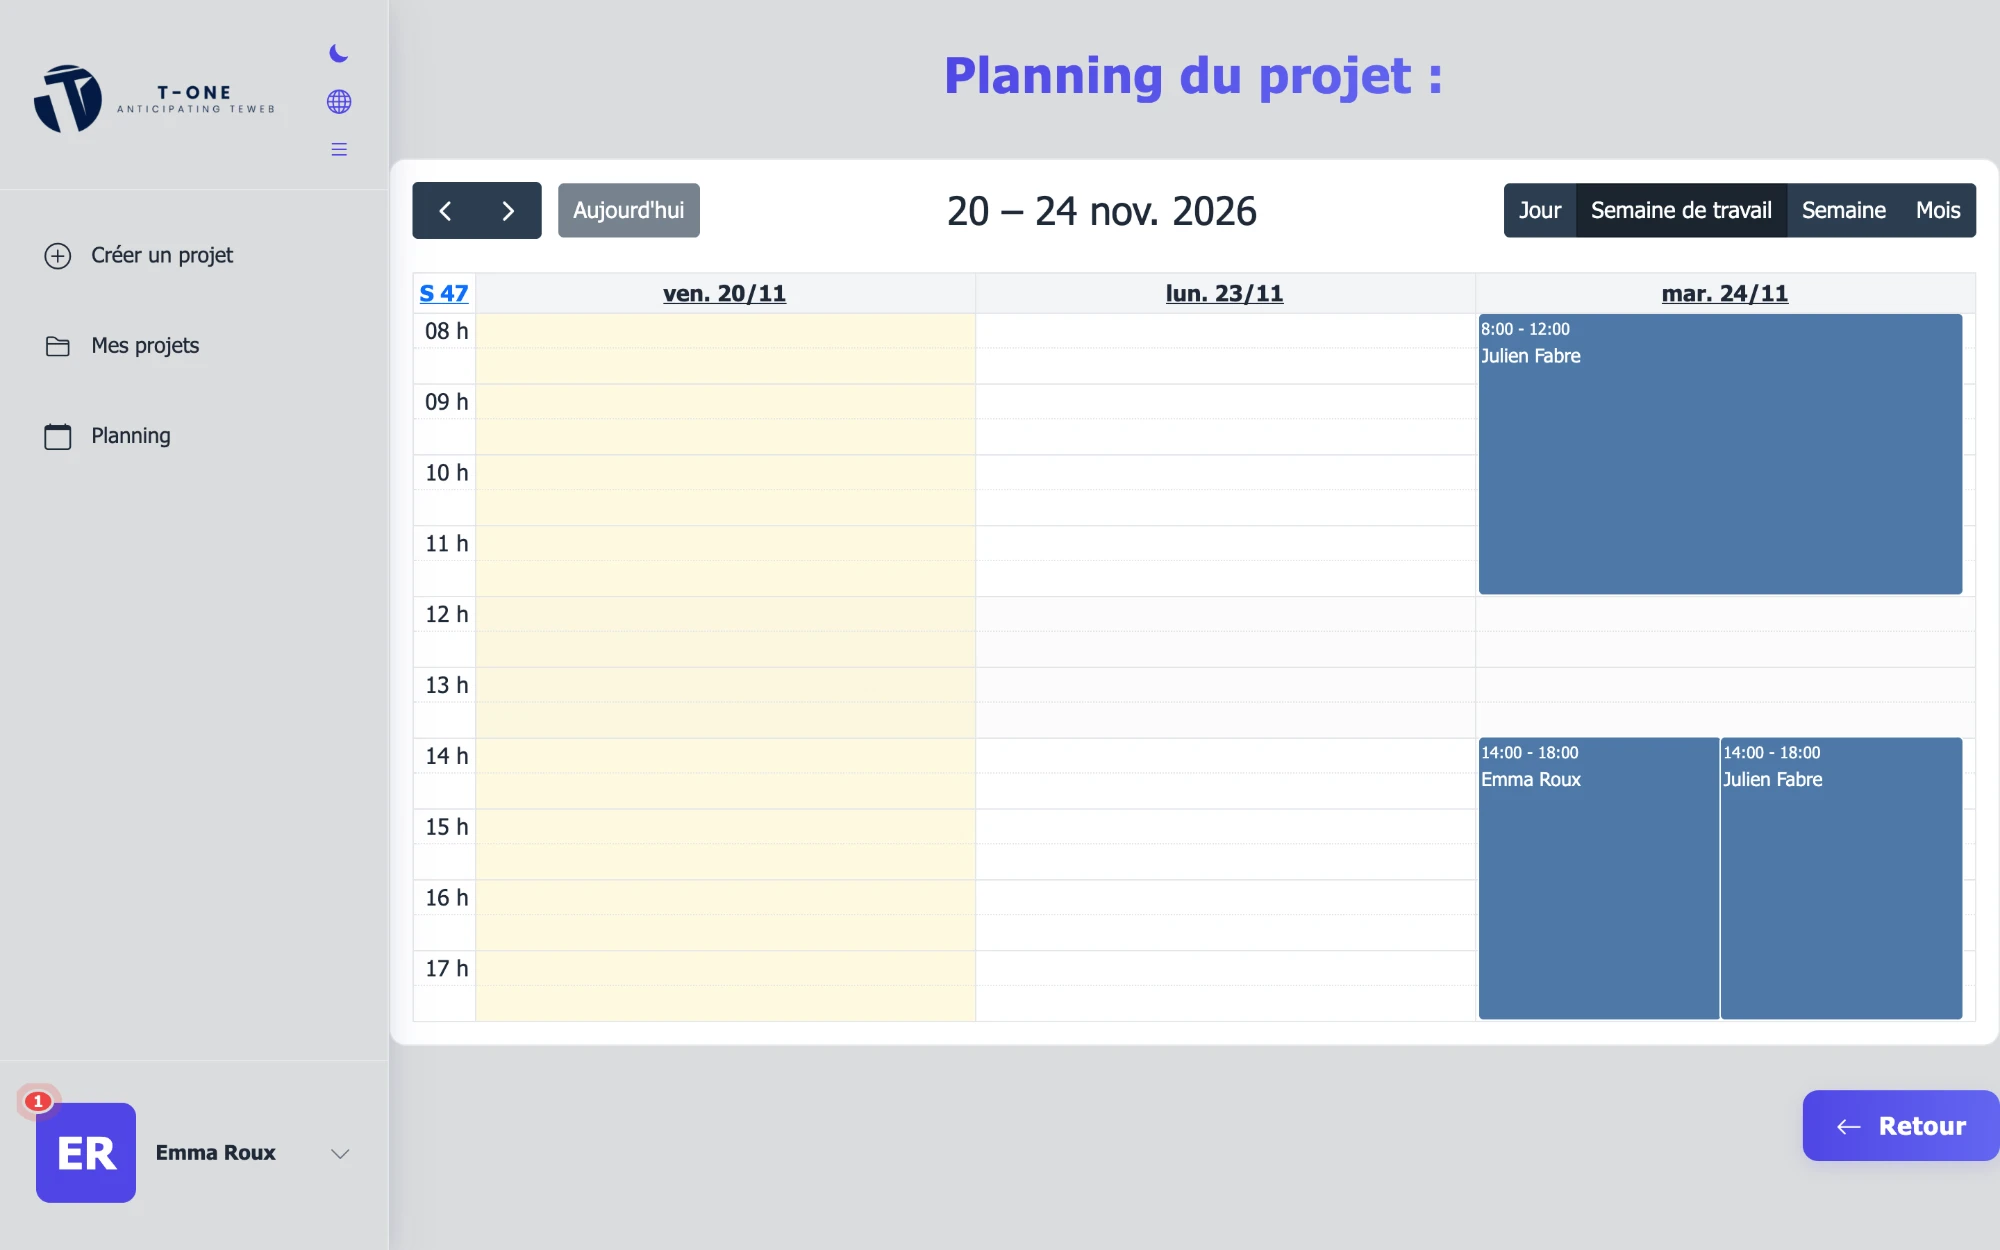 T-ONE
ANTICIPATING TEWEB
Créer un projet
Mes projets
Planning
1
ER
Emma Roux
Planning du projet :
Aujourd'hui
20 – 24 nov. 2026
Jour
Semaine de travail
Semaine
Mois
S 47
ven. 20/11
lun. 23/11
mar. 24/11
08 h
09 h
10 h
11 h
12 h
13 h
14 h
15 h
16 h
17 h
8:00 - 12:00
Julien Fabre
14:00 - 18:00
Emma Roux
14:00 - 18:00
Julien Fabre
Retour